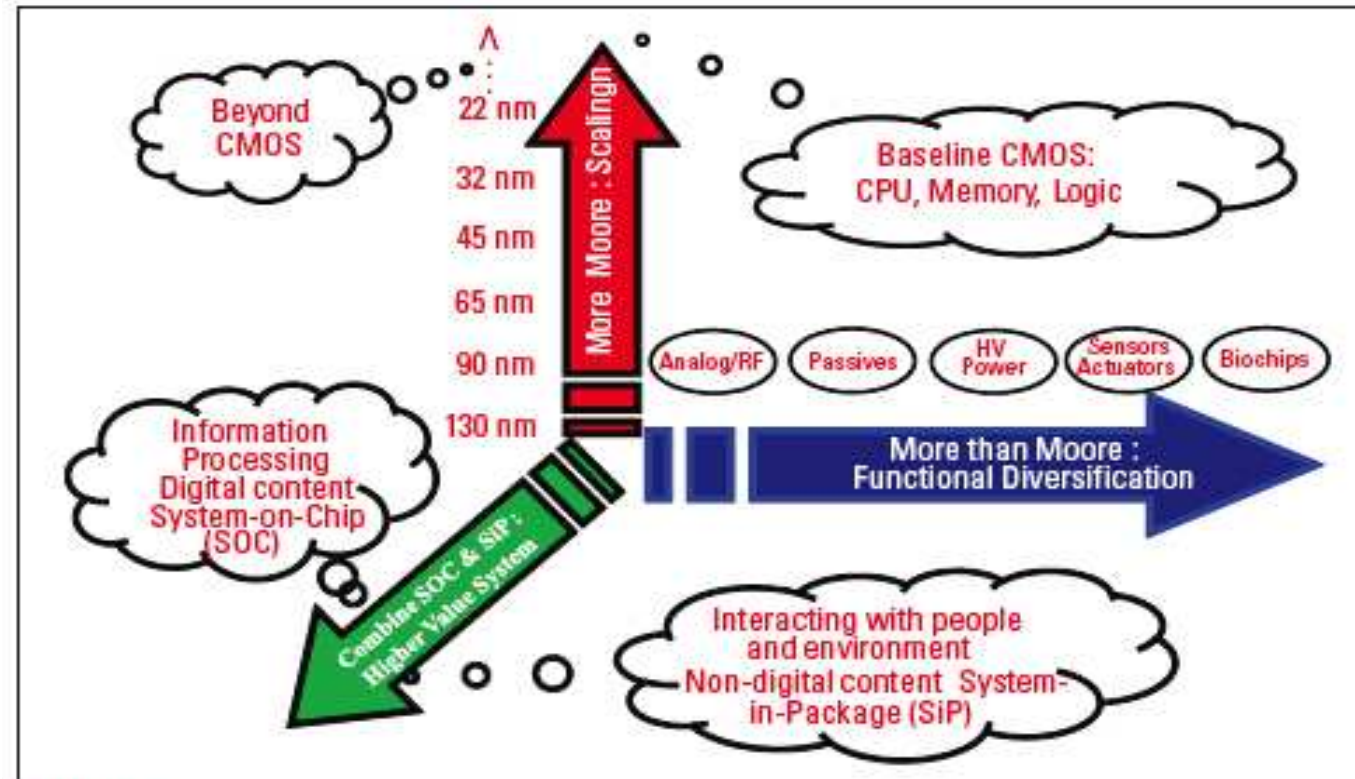 Λ
Beyond
CMOS
22 nm
32 nm
45 nm
65 nm
90 nm
130 nm
More Moore : Scalingn
Baseline CMOS:
CPU, Memory, Logic
Analog/RF
Passives
HV
Power
Sensors
Actuators
Biochips
More than Moore :
Functional Diversification
Information
Processing
Digital content
System-on-Chip
(SOC)
Combine SOC & SiP :
Higher Value System
Interacting with people
and environment
Non-digital content System-
in-Package (SiP)